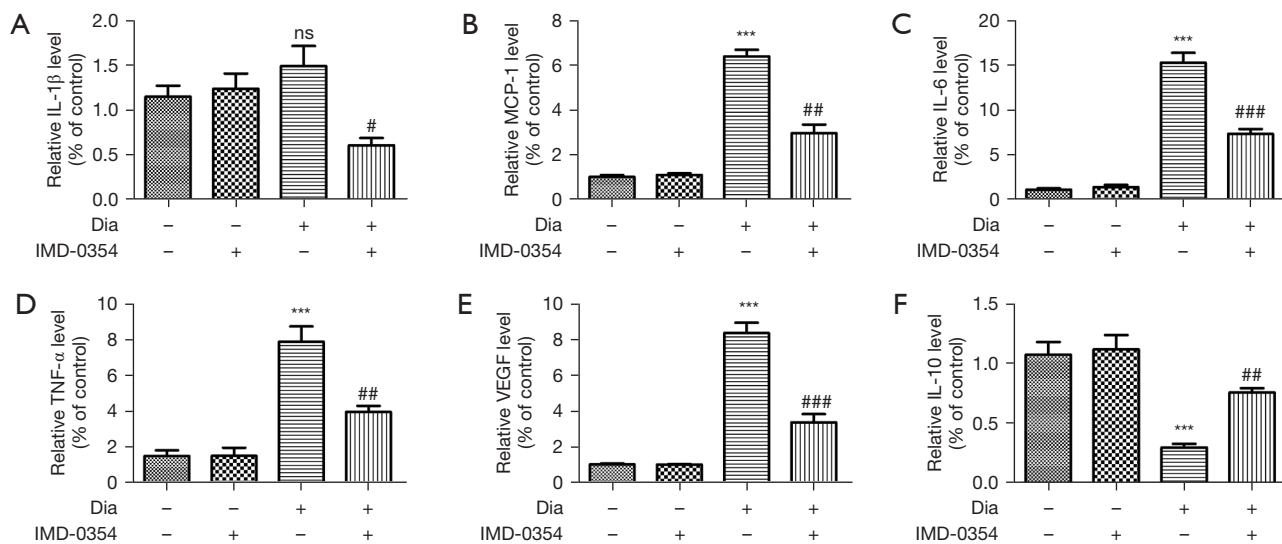 A
Relative IL-1β level
(% of control)
2.0
1.5
1.0
0.5
0.0
ns
#
Dia – – + +
IMD-0354 – + – +
B
Relative MCP-1 level
(% of control)
8
6
4
2
0
***
##
Dia – – + +
IMD-0354 – + – +
C
Relative IL-6 level
(% of control)
20
15
10
5
0
***
###
Dia – – + +
IMD-0354 – + – +
D
Relative TNF-α level
(% of control)
10
8
6
4
2
0
***
##
Dia – – + +
IMD-0354 – + – +
E
Relative VEGF level
(% of control)
10
8
6
4
2
0
***
###
Dia – – + +
IMD-0354 – + – +
F
Relative IL-10 level
(% of control)
1.5
1.0
0.5
0.0
***
##
Dia – – + +
IMD-0354 – + – +